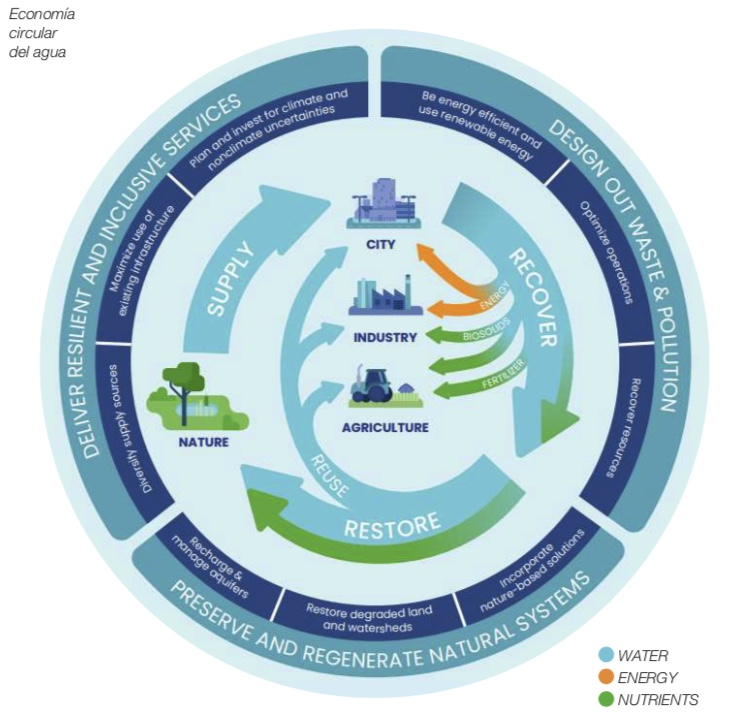 Economía
circular
del agua
DELIVER RESILIENT AND INCLUSIVE SERVICES
Plan and invest for climate and
nonclimate uncertainties
Maximize use of
existing infrastructure
Diversify supply sources
DESIGN OUT WASTE & POLLUTION
Be energy efficient and
use renewable energy
Optimize operations
Recover resources
PRESERVE AND REGENERATE NATURAL SYSTEMS
Recharge &
manage aquifers
Restore degraded land
and watersheds
Incorporate
nature-based solutions
SUPPLY
CITY
RECOVER
ENERGY
INDUSTRY
BIOSOLIDS
FERTILIZER
AGRICULTURE
NATURE
REUSE
RESTORE
WATER
ENERGY
NUTRIENTS